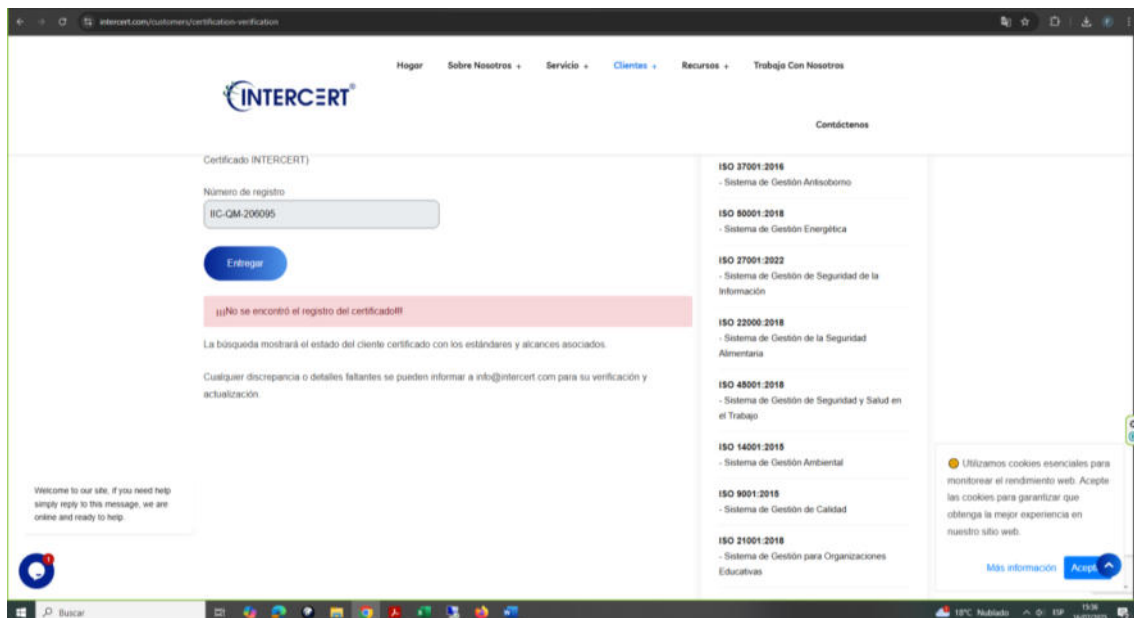 intercert.com/customers/certification-verification
INTERCERT®
Hogar Sobre Nosotros + Servicio + Clientes + Recursos + Trabaja Con Nosotros
Contáctenos
Certificado INTERCERT)
Número de registro
IIC-QM-206095
Entregar
¡¡¡No se encontró el registro del certificado!!!
La búsqueda mostrará el estado del cliente certificado con los estándares y alcances asociados.
Cualquier discrepancia o detalles faltantes se pueden informar a info@intercert.com para su verificación y
actualización.
ISO 37001:2016
- Sistema de Gestión Antisoborno
ISO 50001:2018
- Sistema de Gestión Energética
ISO 27001:2022
- Sistema de Gestión de Seguridad de la
Información
ISO 22000:2018
- Sistema de Gestión de la Seguridad
Alimentaria
ISO 45001:2018
- Sistema de Gestión de Seguridad y Salud en
el Trabajo
ISO 14001:2015
- Sistema de Gestión Ambiental
ISO 9001:2015
- Sistema de Gestión de Calidad
ISO 21001:2018
- Sistema de Gestión para Organizaciones
Educativas
Welcome to our site, if you need help
simply reply to this message, we are
online and ready to help.
Utilizamos cookies esenciales para
monitorear el rendimiento web. Acepte
las cookies para garantizar que
obtenga la mejor experiencia en
nuestro sitio web.
Más información
Buscar
18°C Nublado
ESP
15:36